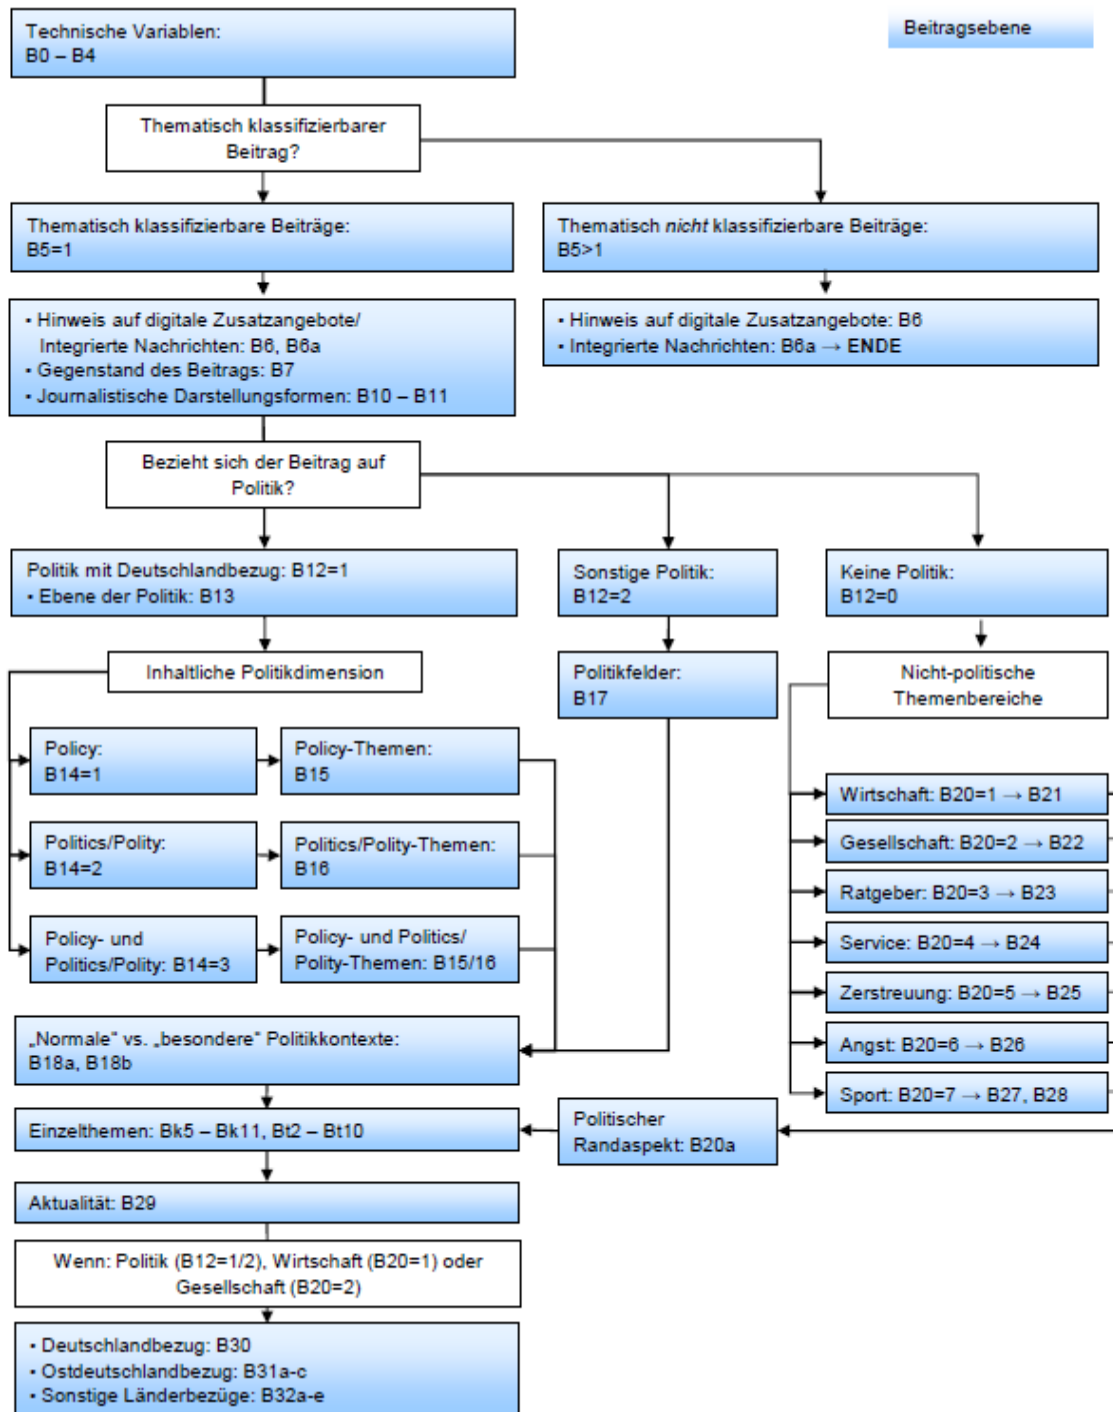 Technische Variablen:
B0 – B4
Beitragsebene
Thematisch klassifizierbarer
Beitrag?
Thematisch klassifizierbare Beiträge:
B5=1
Thematisch nicht klassifizierbare Beiträge:
B5>1
• Hinweis auf digitale Zusatzangebote/
Integrierte Nachrichten: B6, B6a
• Gegenstand des Beitrags: B7
• Journalistische Darstellungsformen: B10 – B11
• Hinweis auf digitale Zusatzangebote: B6
• Integrierte Nachrichten: B6a → ENDE
Bezieht sich der Beitrag auf
Politik?
Politik mit Deutschlandbezug: B12=1
• Ebene der Politik: B13
Sonstige Politik:
B12=2
Keine Politik:
B12=0
Inhaltliche Politikdimension
Politikfelder:
B17
Nicht-politische
Themenbereiche
Policy:
B14=1
Policy-Themen:
B15
Politics/Polity:
B14=2
Politics/Polity-Themen:
B16
Policy- und
Politics/Polity: B14=3
Policy- und Politics/
Polity-Themen: B15/16
Wirtschaft: B20=1 → B21
Gesellschaft: B20=2 → B22
Ratgeber: B20=3 → B23
Service: B20=4 → B24
Zerstreuung: B20=5 → B25
Angst: B20=6 → B26
Sport: B20=7 → B27, B28
„Normale“ vs. „besondere“ Politikkontexte:
B18a, B18b
Einzelthemen: Bk5 – Bk11, Bt2 – Bt10
Politischer
Randaspekt: B20a
Aktualität: B29
Wenn: Politik (B12=1/2), Wirtschaft (B20=1) oder
Gesellschaft (B20=2)
• Deutschlandbezug: B30
• Ostdeutschlandbezug: B31a-c
• Sonstige Länderbezüge: B32a-e